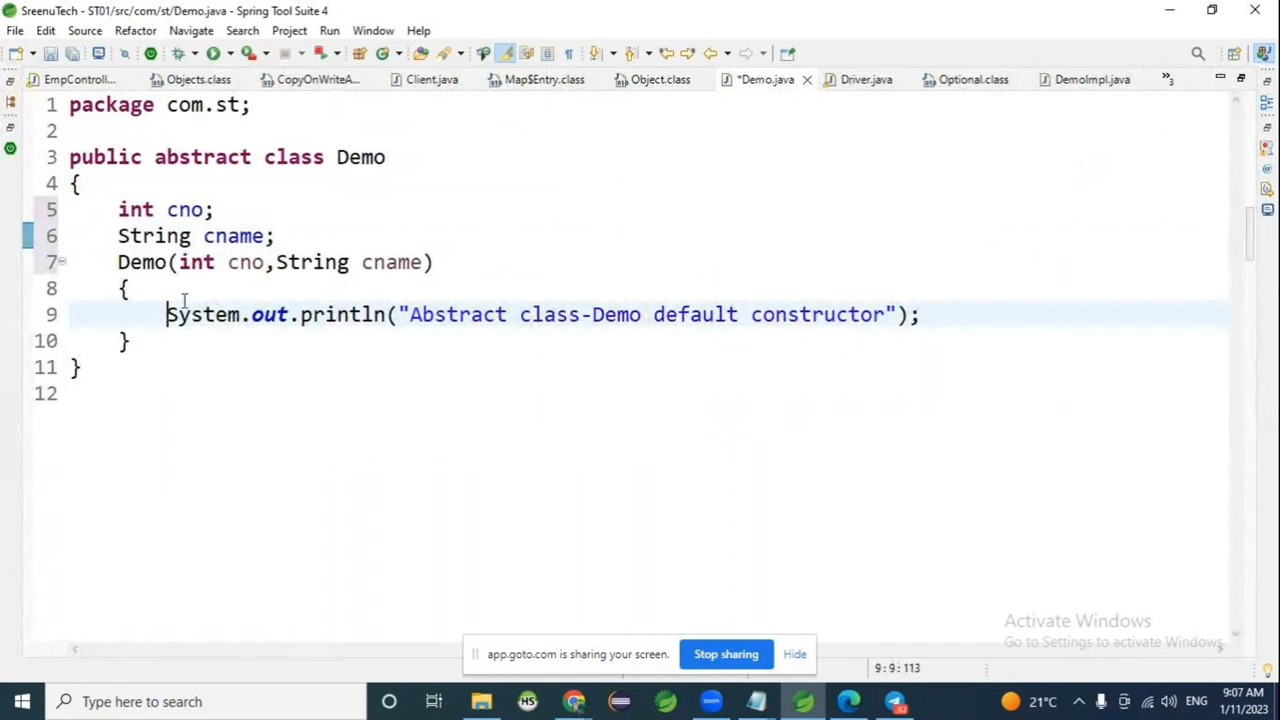 SreenuTech - ST01/src/com/st/Demo.java - Spring Tool Suite 4
File Edit Source Refactor Navigate Search Project Run Window Help
EmpControll... Objects.class CopyOnWriteA... Client.java Map$Entry.class Object.class *Demo.java Driver.java Optional.class DemoImpl.java »3
1 package com.st;
2
3 public abstract class Demo
4 {
5 int cno;
6 String cname;
7 Demo(int cno,String cname)
8 {
9 System.out.println("Abstract class-Demo default constructor");
10 }
11 }
12
Activate Windows
Go to Settings to activate Windows.
app.goto.com is sharing your screen. Stop sharing Hide
9:9:113
Type here to search
HS
zoom
21°C ENG
9:07 AM
1/11/2023